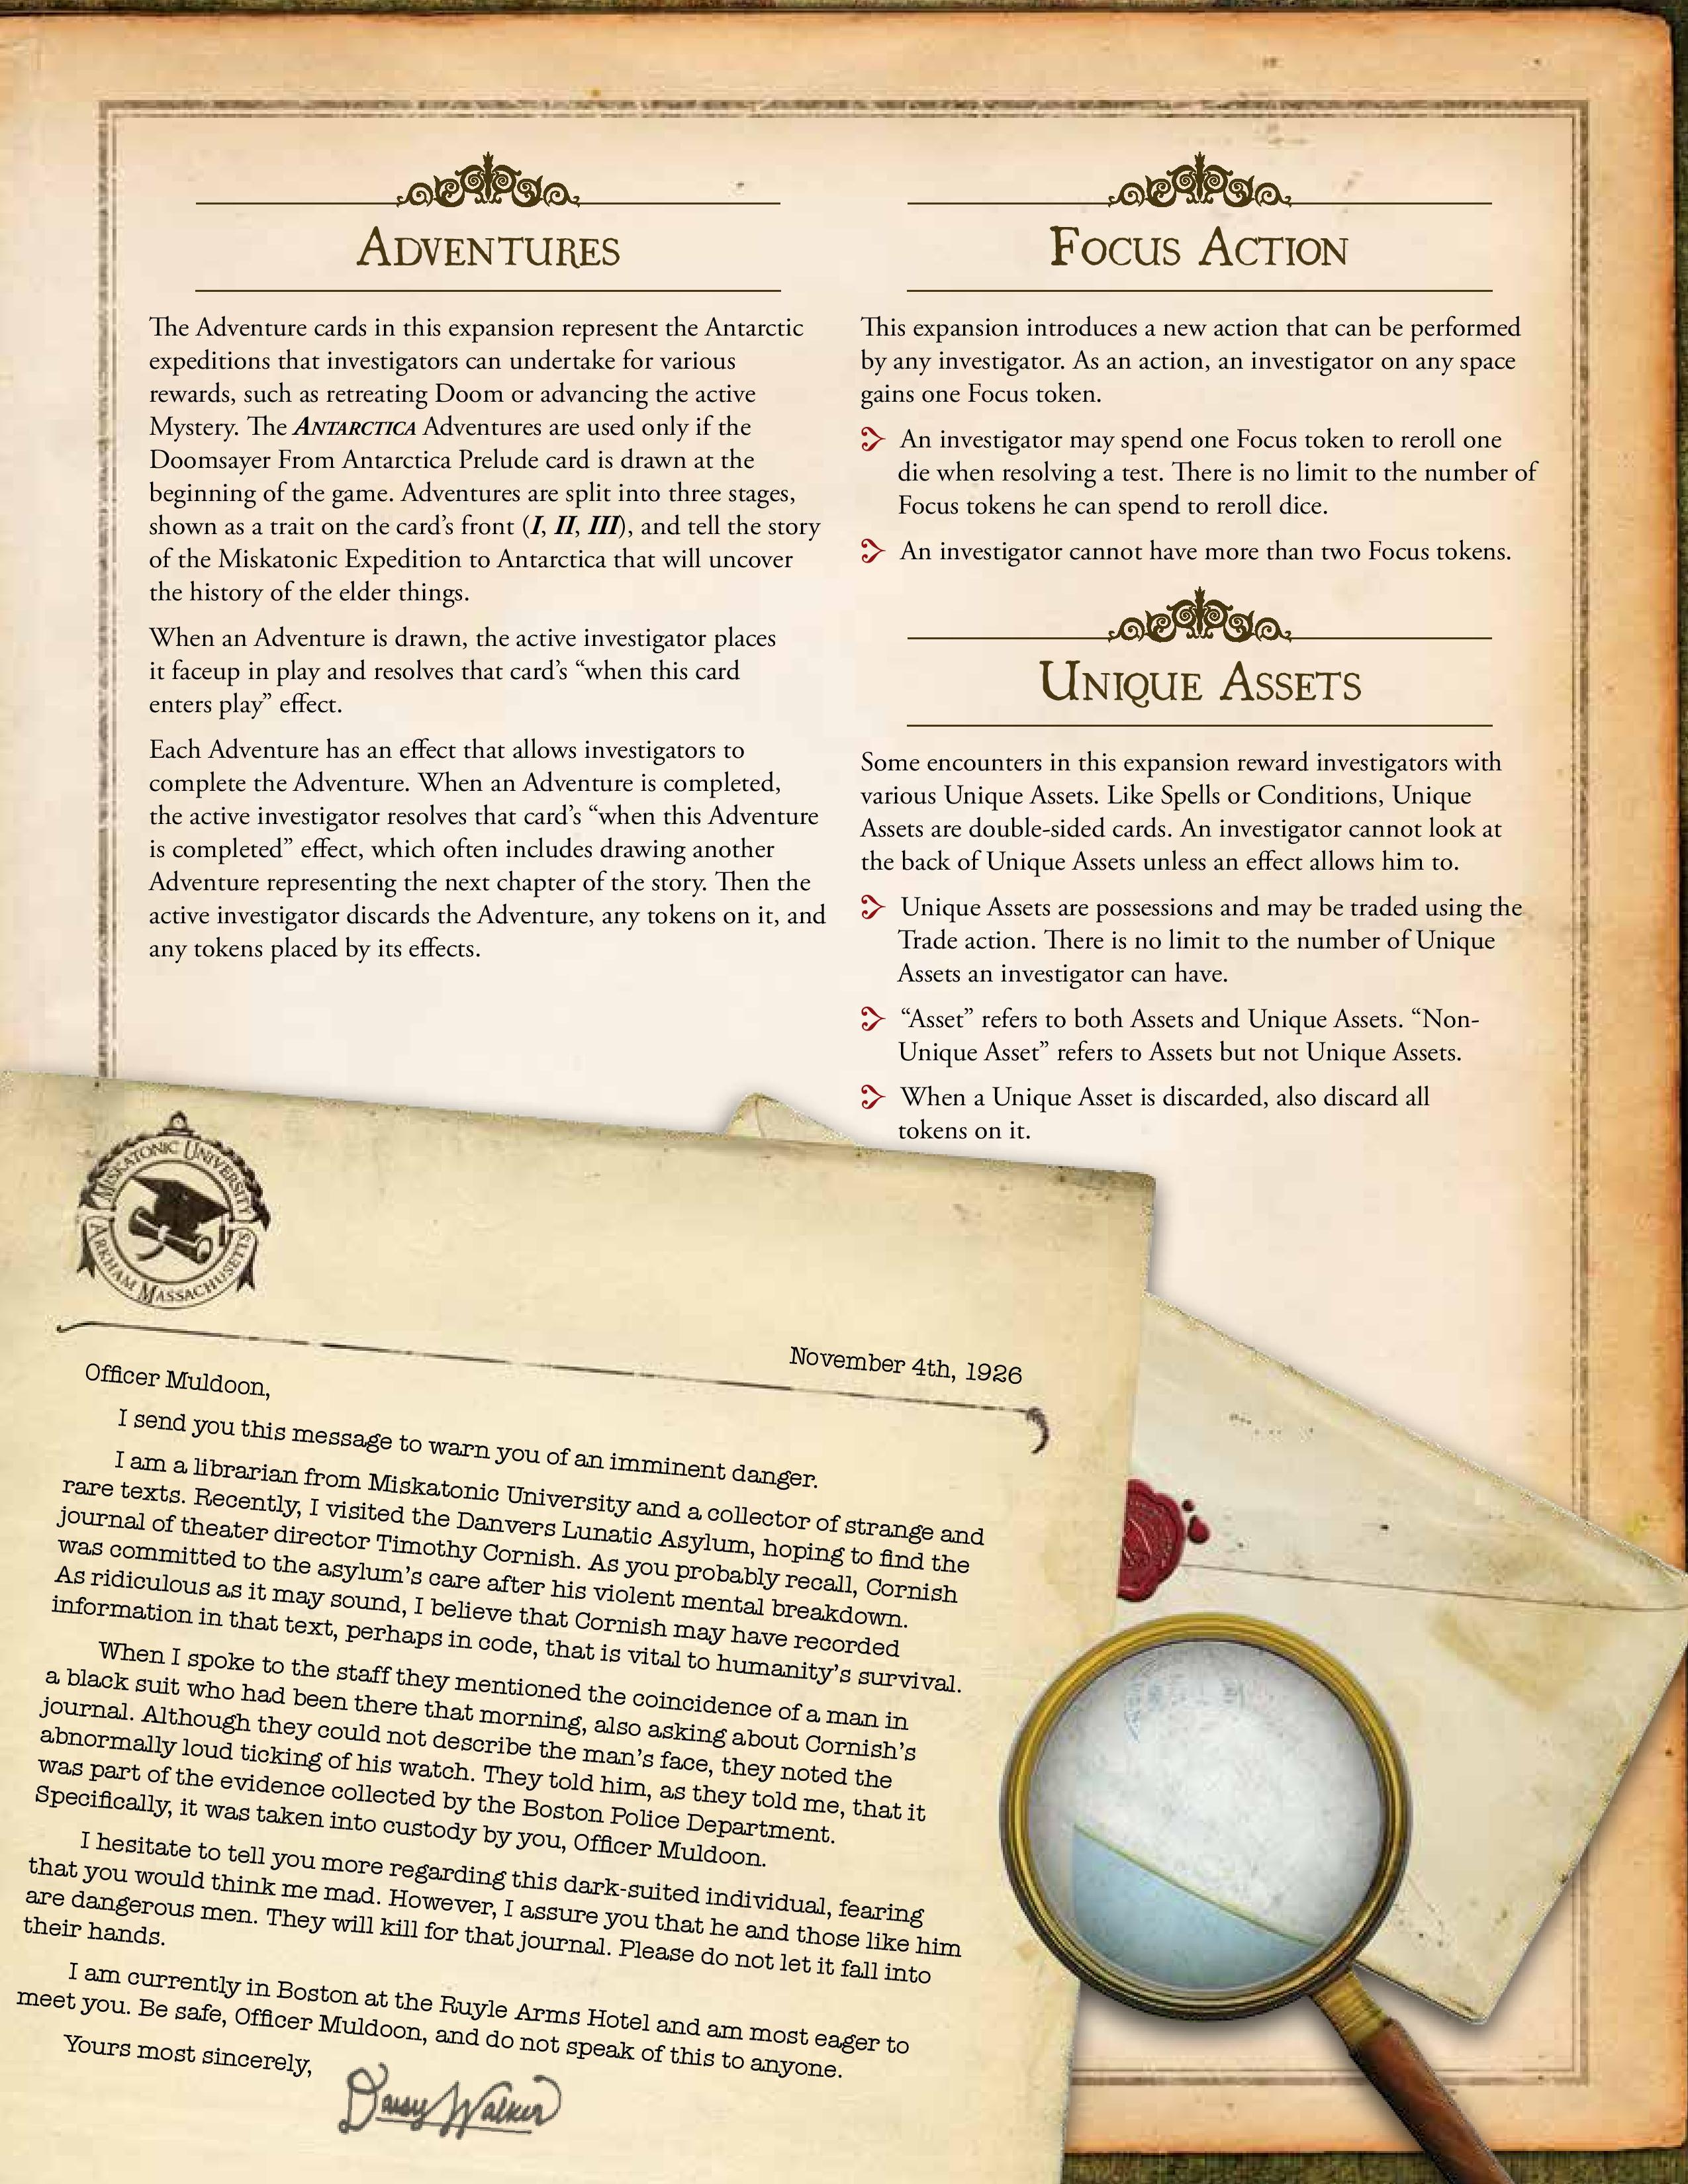 ADVENTURES
The Adventure cards in this expansion represent the Antarctic
expeditions that investigators can undertake for various
rewards, such as retreating Doom or advancing the active
Mystery. The ANTARCTICA Adventures are used only if the
Doomsayer From Antarctica Prelude card is drawn at the
beginning of the game. Adventures are split into three stages,
shown as a trait on the card's front (I, II, III), and tell the story
of the Miskatonic Expedition to Antarctica that will uncover
the history of the elder things.
When an Adventure is drawn, the active investigator places
it faceup in play and resolves that card's “when this card
enters play” effect.
Each Adventure has an effect that allows investigators to
complete the Adventure. When an Adventure is completed,
the active investigator resolves that card's “when this Adventure
is completed” effect, which often includes drawing another
Adventure representing the next chapter of the story. Then the
active investigator discards the Adventure, any tokens on it, and
any tokens placed by its effects.
FOCUS ACTION
This expansion introduces a new action that can be performed
by any investigator. As an action, an investigator on any space
gains one Focus token.
An investigator may spend one Focus token to reroll one
die when resolving a test. There is no limit to the number of
Focus tokens he can spend to reroll dice.
An investigator cannot have more than two Focus tokens.
UNIQUE ASSETS
Some encounters in this expansion reward investigators with
various Unique Assets. Like Spells or Conditions, Unique
Assets are double-sided cards. An investigator cannot look at
the back of Unique Assets unless an effect allows him to.
Unique Assets are possessions and may be traded using the
Trade action. There is no limit to the number of Unique
Assets an investigator can have.
“Asset” refers to both Assets and Unique Assets. “Non-
Unique Asset” refers to Assets but not Unique Assets.
When a Unique Asset is discarded, also discard all
tokens on it.
MISKATONIC UNIVERSITY
ARKHAM MASSACHUSETTS
November 4th, 1926
Officer Muldoon,
I send you this message to warn you of an imminent danger.
I am a librarian from Miskatonic University and a collector of strange and
rare texts. Recently, I visited the Danvers Lunatic Asylum, hoping to find the
journal of theater director Timothy Cornish. As you probably recall, Cornish
was committed to the asylum's care after his violent mental breakdown.
As ridiculous as it may sound, I believe that Cornish may have recorded
information in that text, perhaps in code, that is vital to humanity's survival.
When I spoke to the staff they mentioned the coincidence of a man in
a black suit who had been there that morning, also asking about Cornish's
journal. Although they could not describe the man's face, they noted the
abnormally loud ticking of his watch. They told him, as they told me, that it
was part of the evidence collected by the Boston Police Department.
Specifically, it was taken into custody by you, Officer Muldoon.
I hesitate to tell you more regarding this dark-suited individual, fearing
that you would think me mad. However, I assure you that he and those like him
are dangerous men. They will kill for that journal. Please do not let it fall into
their hands.
I am currently in Boston at the Ruyle Arms Hotel and am most eager to
meet you. Be safe, Officer Muldoon, and do not speak of this to anyone.
Yours most sincerely,
Daisy Walker